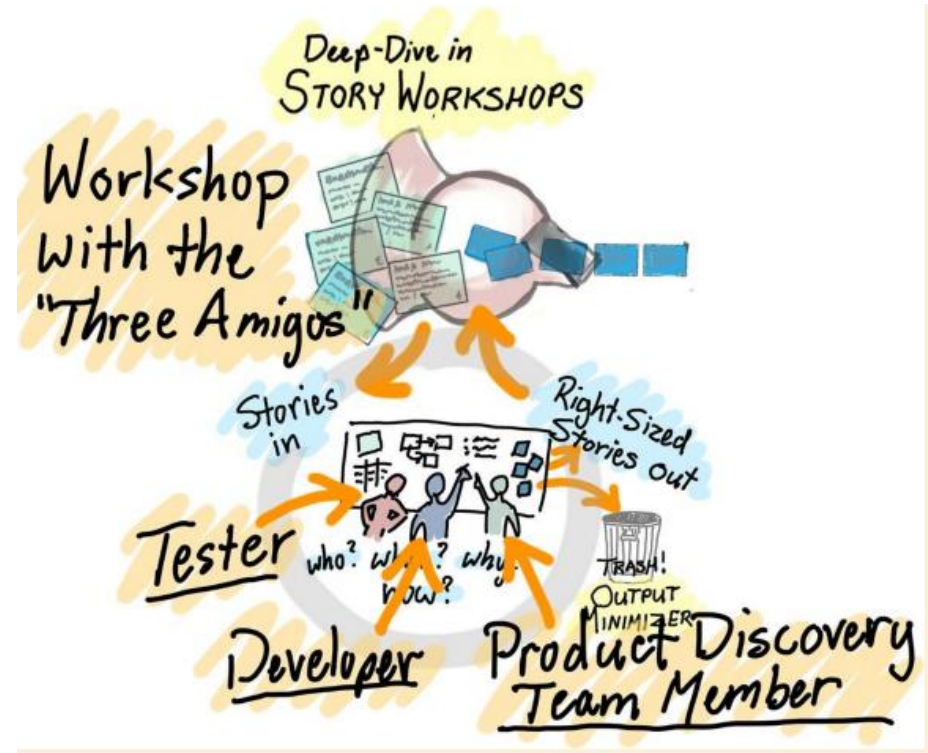 Deep-Dive in
STORY WORKSHOPS
Workshop
with the
"Three Amigos"
Stories
in
Right-Sized
Stories out
Tester
who? why?
how?
TRASH!
OUTPUT
MINIMIZER
Developer
Product Discovery
Team Member